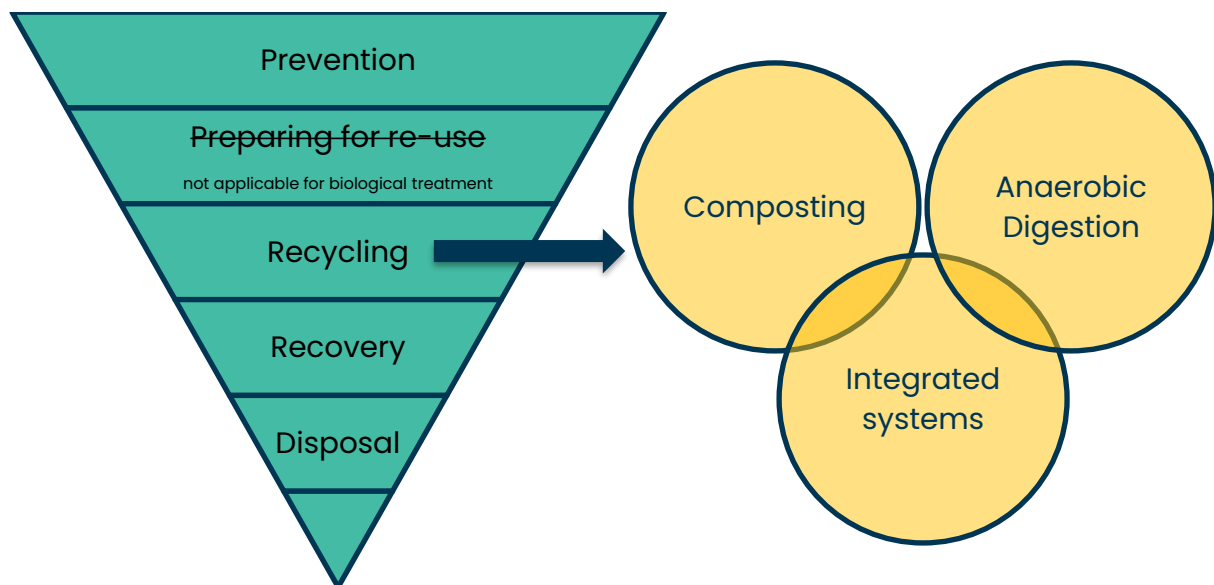 Prevention
Preparing for re-use
not applicable for biological treatment
Recycling
Recovery
Disposal
Composting
Anaerobic
Digestion
Integrated
systems